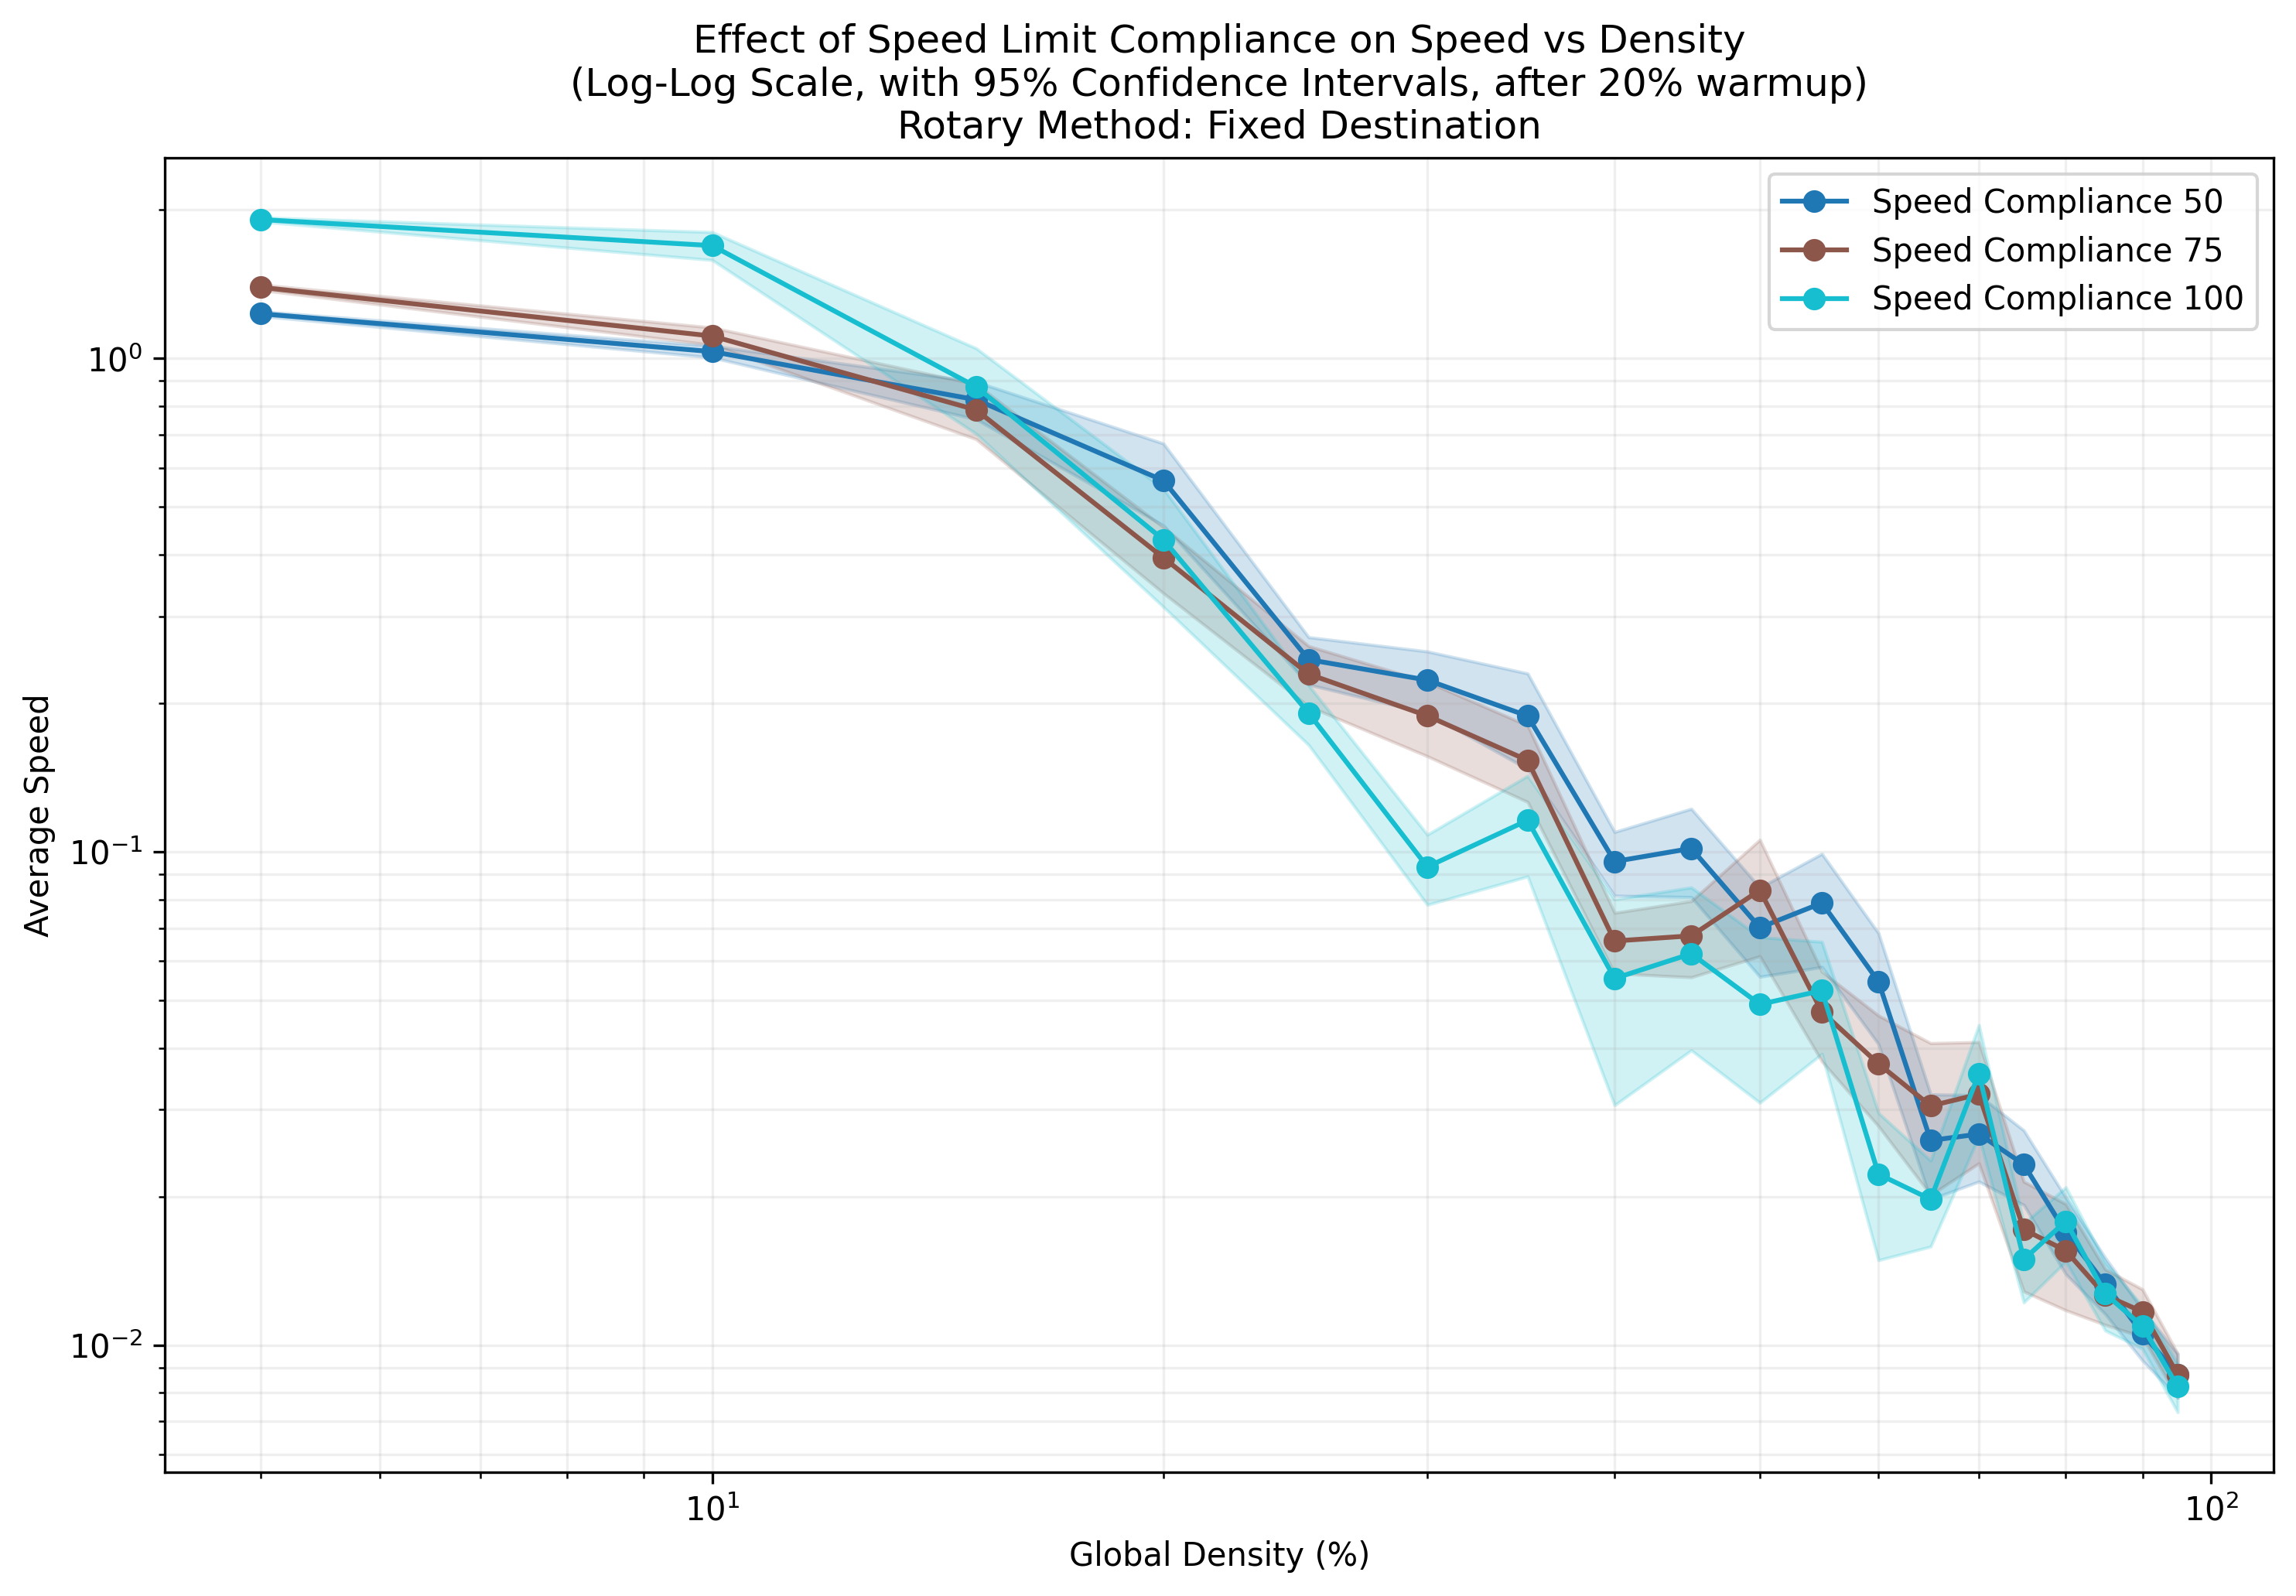 Effect of Speed Limit Compliance on Speed vs Density
(Log-Log Scale, with 95% Confidence Intervals, after 20% warmup)
Rotary Method: Fixed Destination
Speed Compliance 50
Speed Compliance 75
Speed Compliance 100
Average Speed
10⁰
10⁻¹
10⁻²
10¹
10²
Global Density (%)